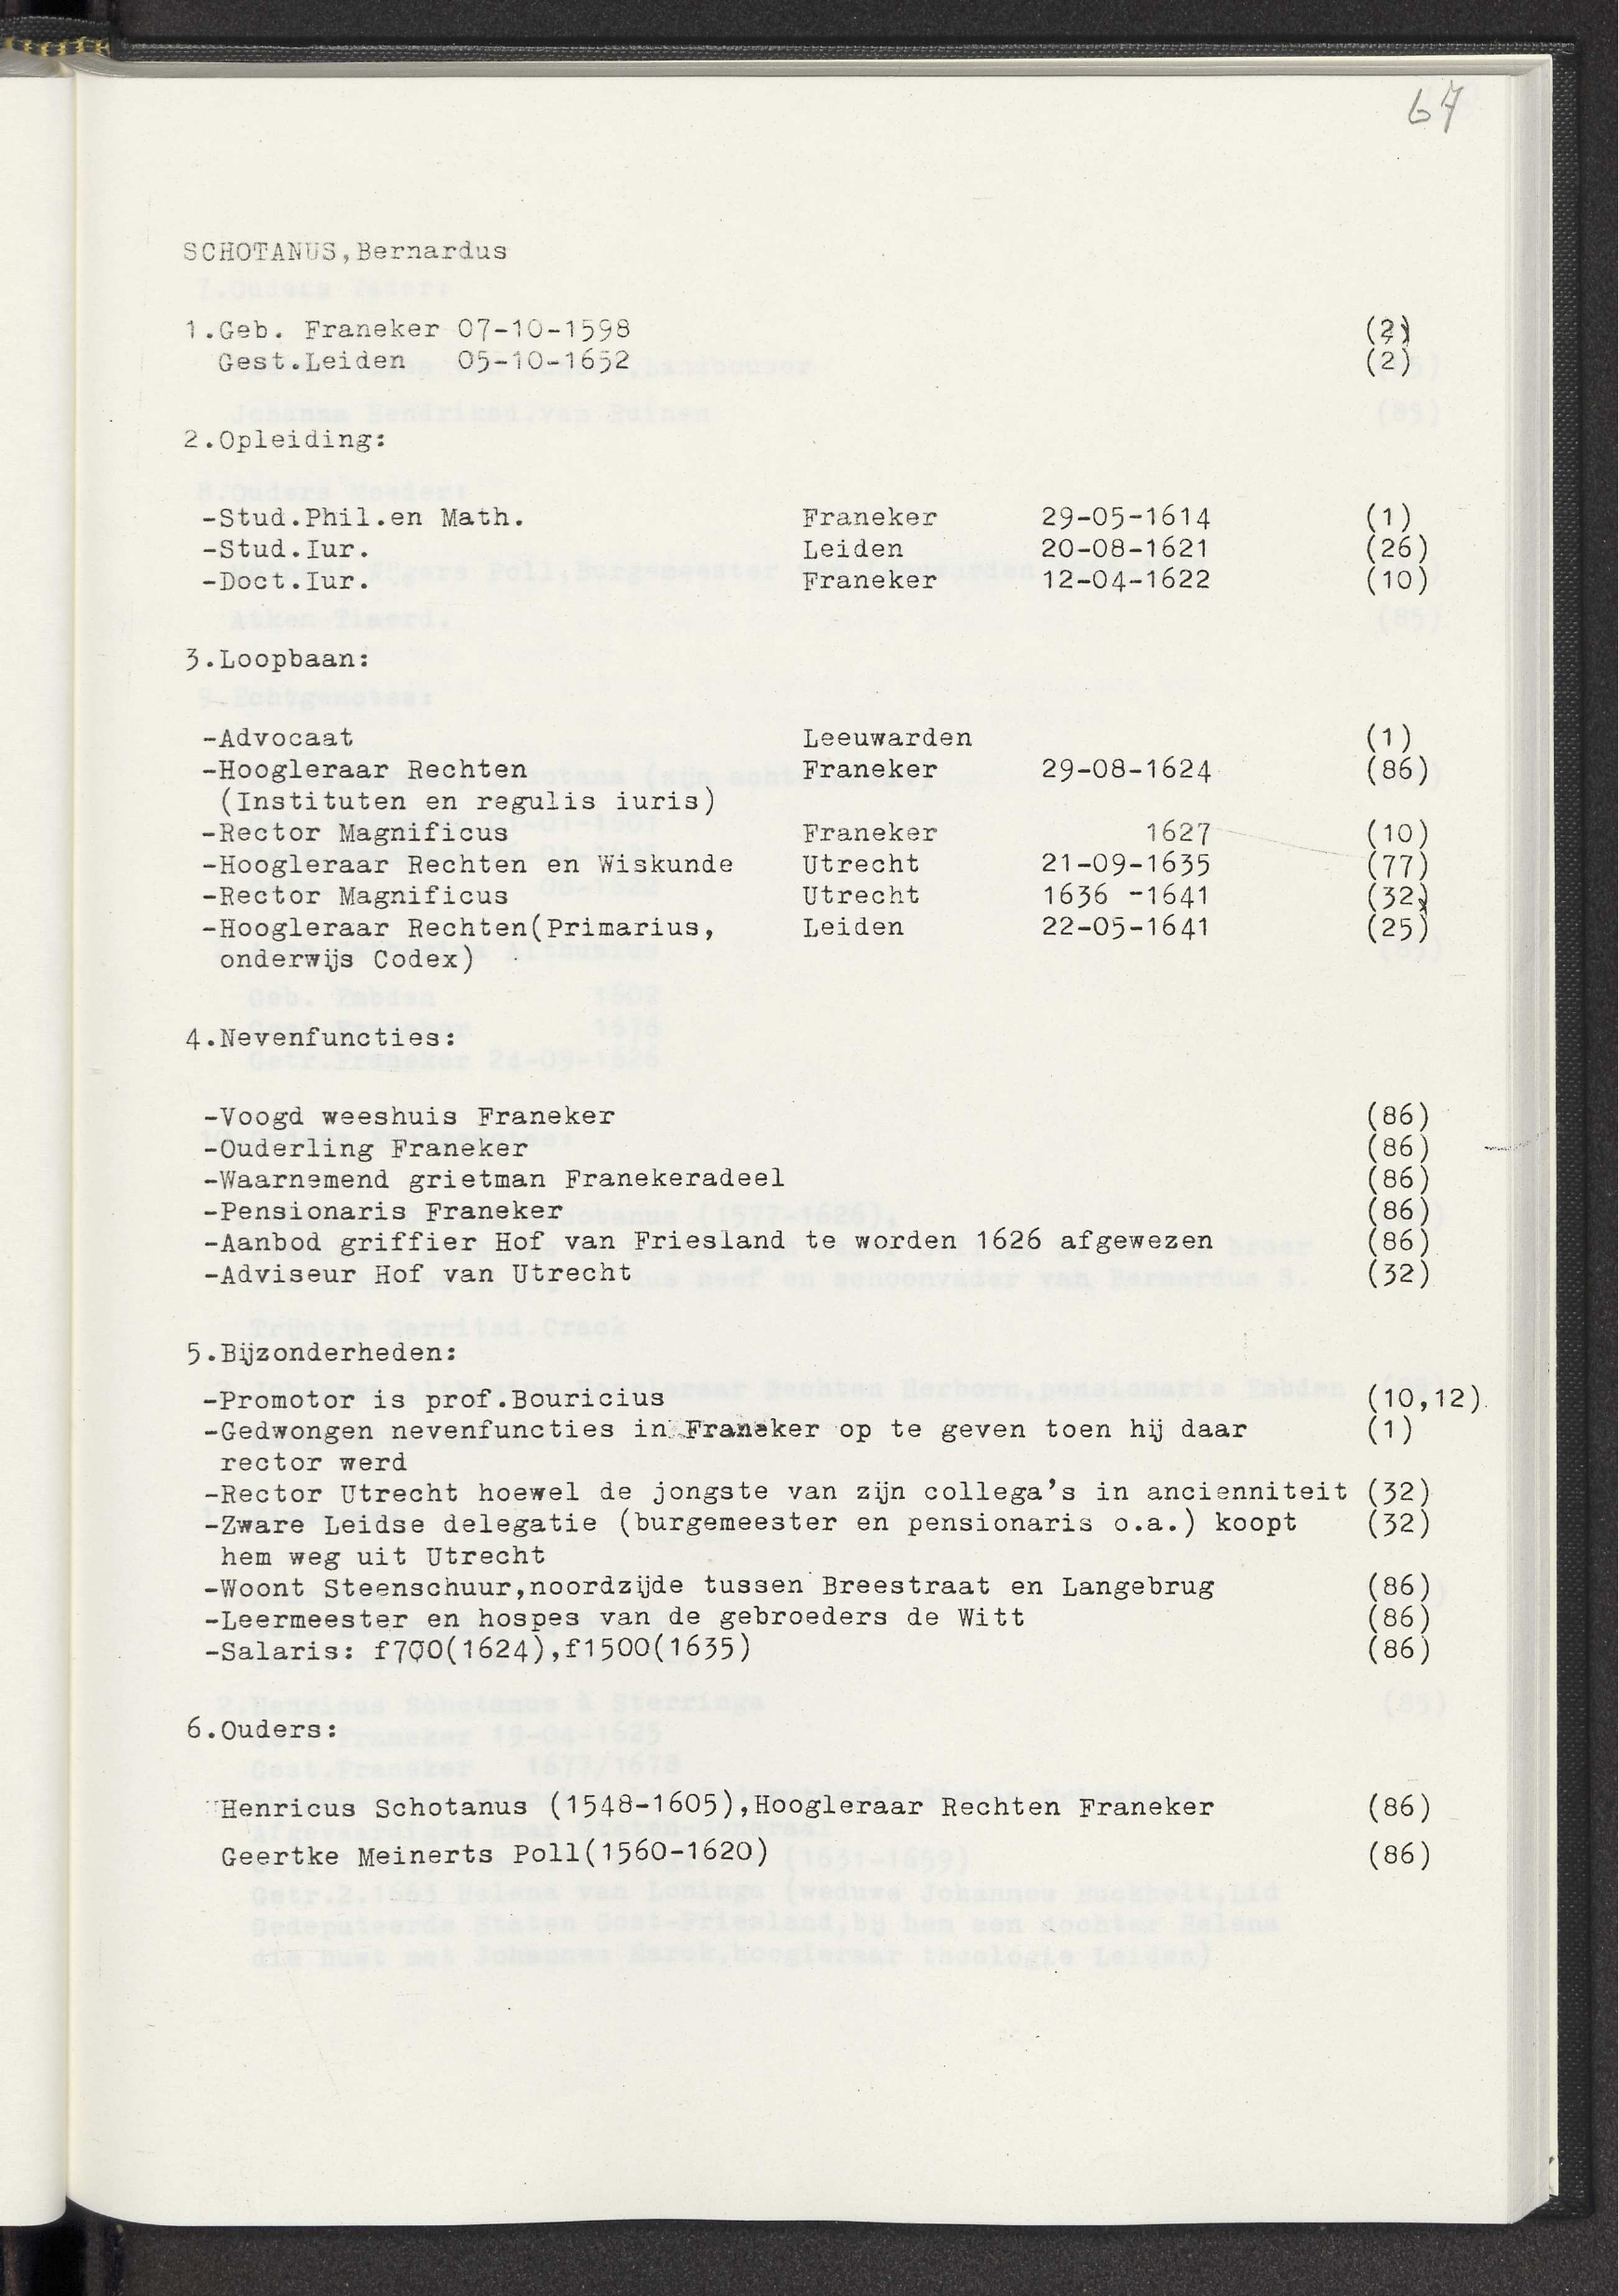 67
SCHOTANUS,Bernardus
1.Geb. Franeker 07-10-1598 (2)
Gest.Leiden 05-10-1652 (2)
2.Opleiding:
-Stud.Phil.en Math. Franeker 29-05-1614 (1)
-Stud.Iur. Leiden 20-08-1621 (26)
-Doct.Iur. Franeker 12-04-1622 (10)
3.Loopbaan:
-Advocaat Leeuwarden (1)
-Hoogleraar Rechten Franeker 29-08-1624 (86)
(Instituten en regulis iuris)
-Rector Magnificus Franeker 1627 (10)
-Hoogleraar Rechten en Wiskunde Utrecht 21-09-1635 (77)
-Rector Magnificus Utrecht 1636 -1641 (32)
-Hoogleraar Rechten(Primarius, Leiden 22-05-1641 (25)
onderwijs Codex)
4.Nevenfuncties:
-Voogd weeshuis Franeker (86)
-Ouderling Franeker (86)
-Waarnemend grietman Franekeradeel (86)
-Pensionaris Franeker (86)
-Aanbod griffier Hof van Friesland te worden 1626 afgewezen (86)
-Adviseur Hof van Utrecht (32)
5.Bijzonderheden:
-Promotor is prof.Bouricius (10,12)
-Gedwongen nevenfuncties in Franeker op te geven toen hij daar (1)
rector werd
-Rector Utrecht hoewel de jongste van zijn collega's in ancienniteit (32)
-Zware Leidse delegatie (burgemeester en pensionaris o.a.) koopt (32)
hem weg uit Utrecht
-Woont Steenschuur,noordzijde tussen Breestraat en Langebrug (86)
-Leermeester en hospes van de gebroeders de Witt (86)
-Salaris: f700(1624),f1500(1635) (86)
6.Ouders:
Henricus Schotanus (1548-1605),Hoogleraar Rechten Franeker (86)
Geertke Meinerts Poll(1560-1620) (86)